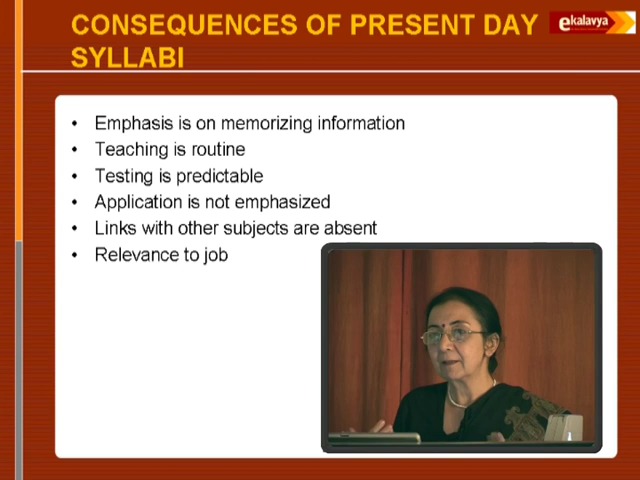 CONSEQUENCES OF PRESENT DAY
SYLLABI
ekalavya
• Emphasis is on memorizing information
• Teaching is routine
• Testing is predictable
• Application is not emphasized
• Links with other subjects are absent
• Relevance to job